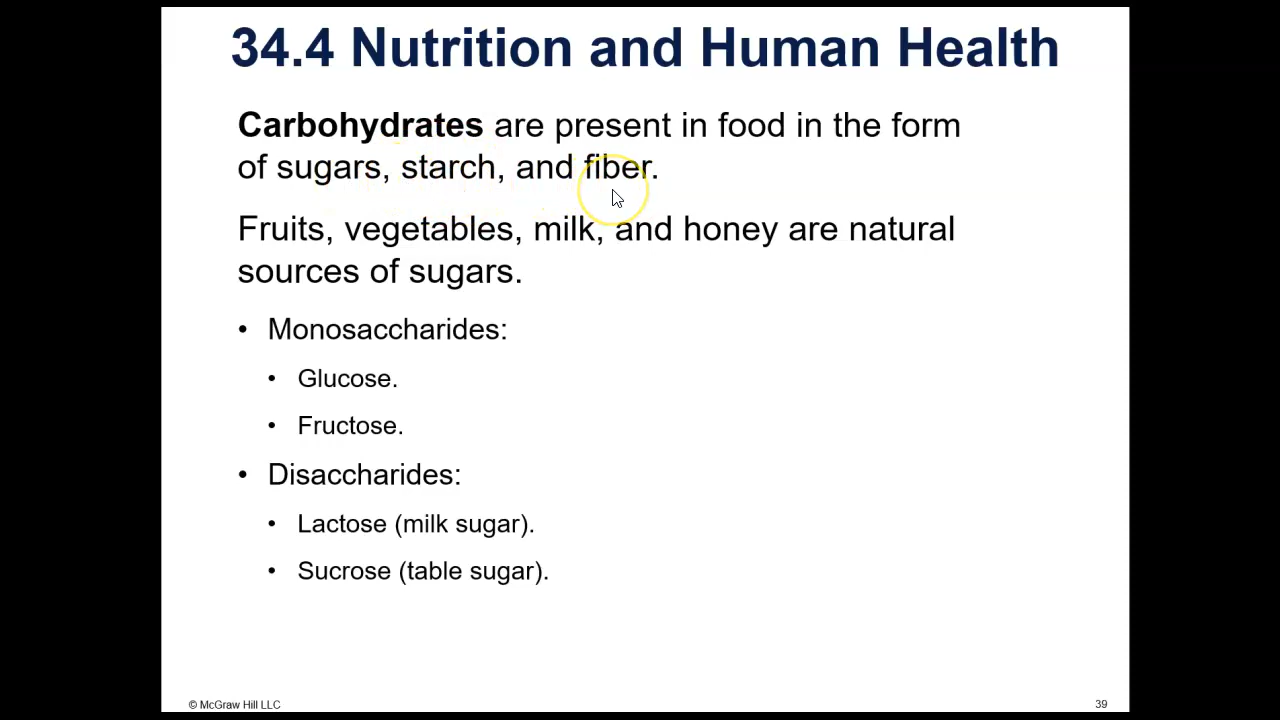 34.4 Nutrition and Human Health
Carbohydrates are present in food in the form
of sugars, starch, and fiber.
Fruits, vegetables, milk, and honey are natural
sources of sugars.
• Monosaccharides:
• Glucose.
• Fructose.
• Disaccharides:
• Lactose (milk sugar).
• Sucrose (table sugar).
© McGraw Hill LLC
39